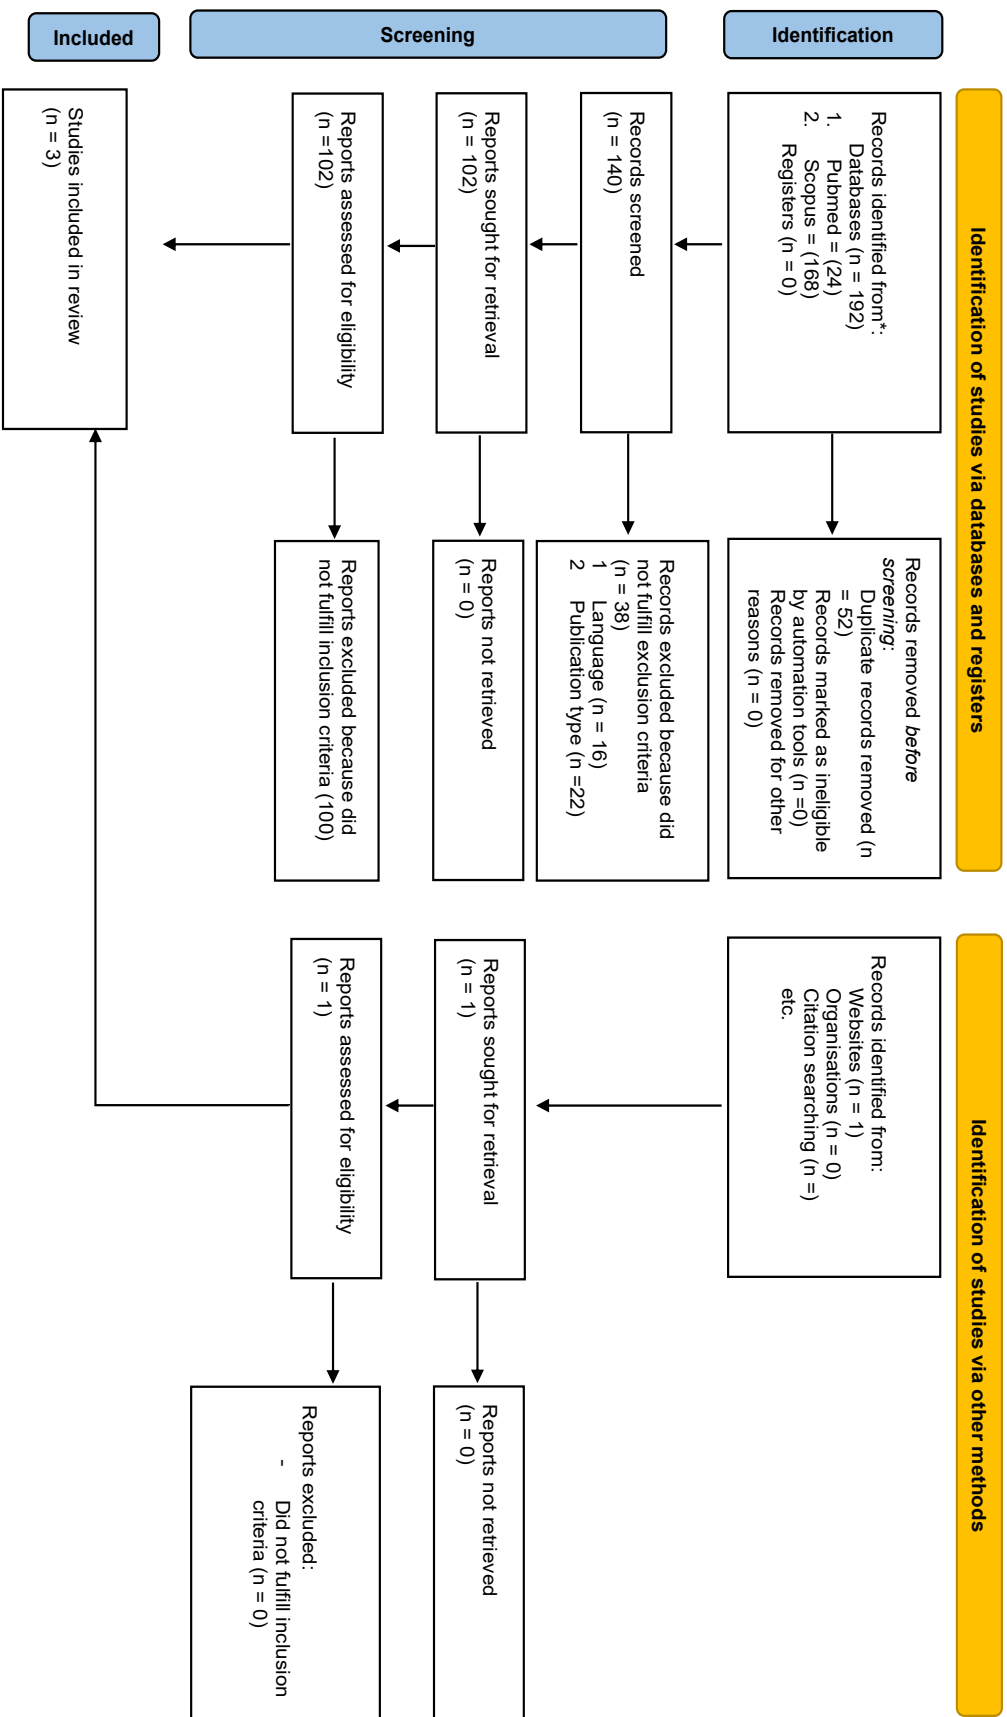 Identification of studies via databases and registers
Identification of studies via other methods
Identification
Records identified from*:
Databases (n = 192)
1. Pubmed = (24)
2. Scopus = (168)
Registers (n = 0)
Records removed before
screening:
Duplicate records removed (n
= 52)
Records marked as ineligible
by automation tools (n =0)
Records removed for other
reasons (n = 0)
Records identified from:
Websites (n = 1)
Organisations (n = 0)
Citation searching (n =)
etc.
Screening
Records screened
(n = 140)
Records excluded because did
not fulfill exclusion criteria
(n = 38)
1 Language (n = 16)
2 Publication type (n =22)
Reports sought for retrieval
(n = 102)
Reports not retrieved
(n = 0)
Reports sought for retrieval
(n = 1)
Reports not retrieved
(n = 0)
Reports assessed for eligibility
(n =102)
Reports excluded because did
not fulfill inclusion criteria (100)
Reports assessed for eligibility
(n = 1)
Reports excluded:
- Did not fulfill inclusion
criteria (n = 0)
Included
Studies included in review
(n = 3)